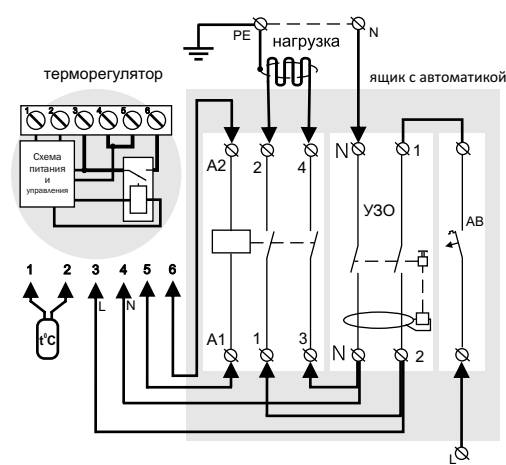 PE
N
нагрузка
терморегулятор
ящик с автоматикой
1 2 3 4 5 6
Схема
питания
и
управления
A2 2 4 N 1
УЗО
АВ
1 2 3 4 5 6
L N
t°C
A1 1 3 N 2
L